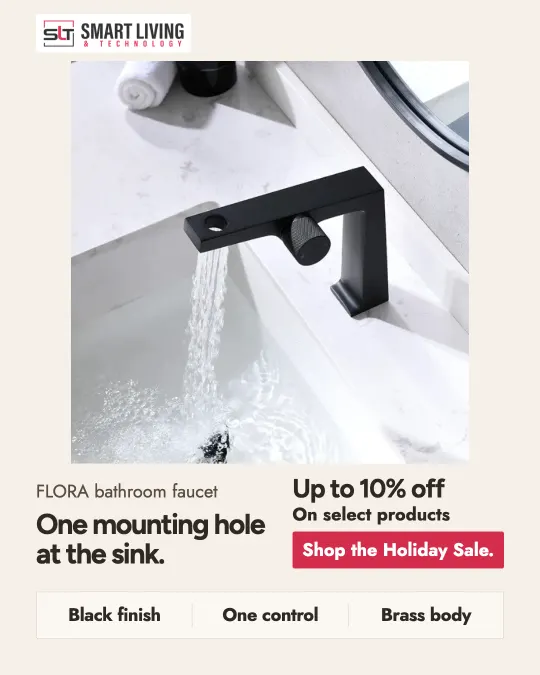 SLT SMART LIVING
& TECHNOLOGY
FLORA bathroom faucet
One mounting hole
at the sink.
Up to 10% off
On select products
Shop the Holiday Sale.
Black finish
One control
Brass body